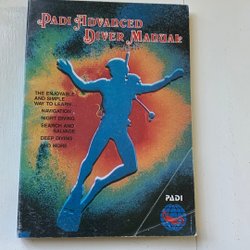 PADI ADVANCED
DIVER MANUAL
THE ENJOYABLE
AND SIMPLE
WAY TO LEARN:
NAVIGATION
NIGHT DIVING
SEARCH AND
SALVAGE
DEEP DIVING
AND MORE
PADI